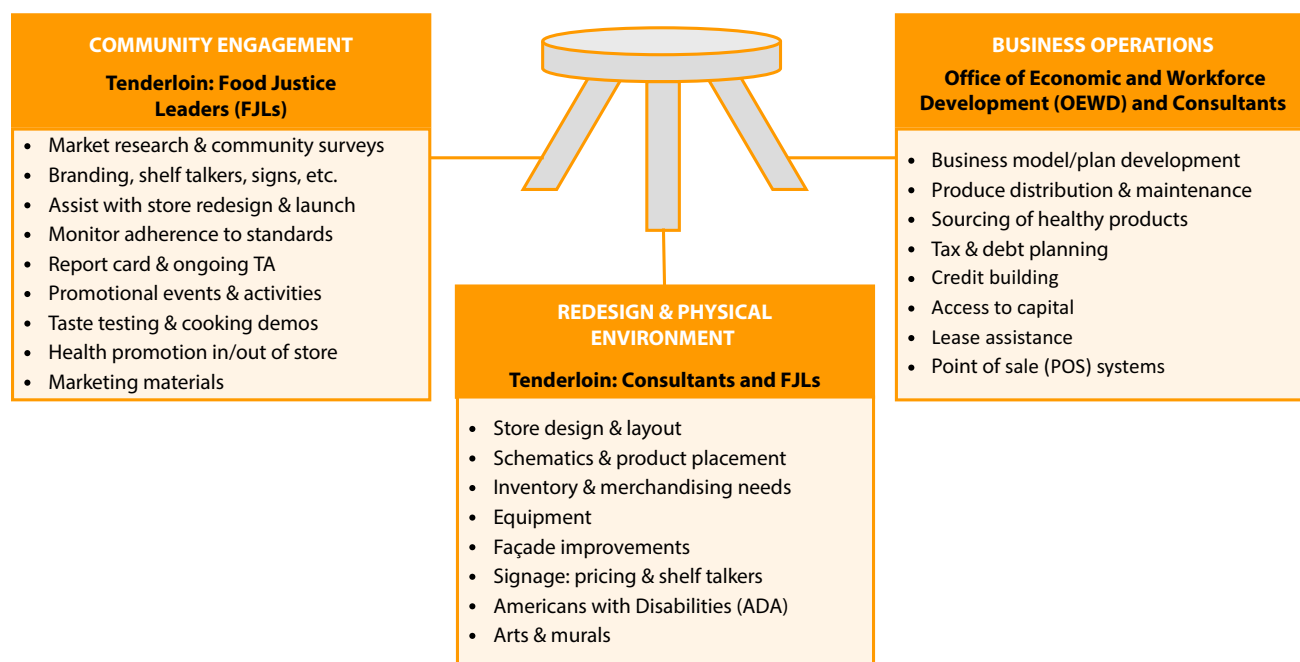 COMMUNITY ENGAGEMENT
Tenderloin: Food Justice
Leaders (FJLs)
• Market research & community surveys
• Branding, shelf talkers, signs, etc.
• Assist with store redesign & launch
• Monitor adherence to standards
• Report card & ongoing TA
• Promotional events & activities
• Taste testing & cooking demos
• Health promotion in/out of store
• Marketing materials
REDESIGN & PHYSICAL
ENVIRONMENT
Tenderloin: Consultants and FJLs
• Store design & layout
• Schematics & product placement
• Inventory & merchandising needs
• Equipment
• Façade improvements
• Signage: pricing & shelf talkers
• Americans with Disabilities (ADA)
• Arts & murals
BUSINESS OPERATIONS
Office of Economic and Workforce
Development (OEWD) and Consultants
• Business model/plan development
• Produce distribution & maintenance
• Sourcing of healthy products
• Tax & debt planning
• Credit building
• Access to capital
• Lease assistance
• Point of sale (POS) systems